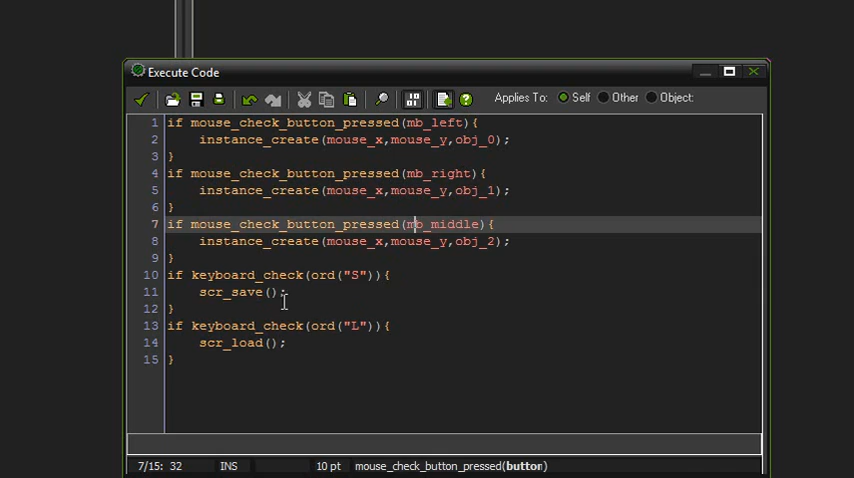 Execute Code
Applies To: Self Other Object:
1 if mouse_check_button_pressed(mb_left){
2 instance_create(mouse_x,mouse_y,obj_0);
3 }
4 if mouse_check_button_pressed(mb_right){
5 instance_create(mouse_x,mouse_y,obj_1);
6 }
7 if mouse_check_button_pressed(mb_middle){
8 instance_create(mouse_x,mouse_y,obj_2);
9 }
10 if keyboard_check(ord("S")){
11 scr_save();
12 }
13 if keyboard_check(ord("L")){
14 scr_load();
15 }
7/15: 32 INS 10 pt mouse_check_button_pressed(button)